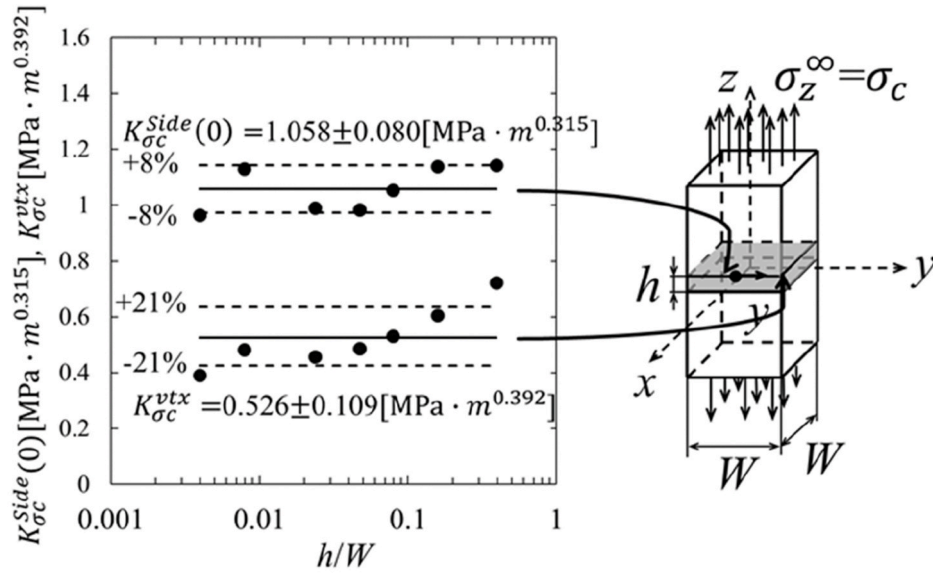 K_{σc}^{Side}(0)[MPa · m^{0.315}], K_{σc}^{vtx}[MPa · m^{0.392}]
1.6
1.4
1.2
1
0.8
0.6
0.4
0.2
0
K_{σc}^{Side}(0) =1.058±0.080[MPa · m^{0.315}]
+8%
-8%
+21%
-21%
K_{σc}^{vtx} =0.526±0.109[MPa · m^{0.392}]
0.001
0.01
0.1
1
h/W
z
σ_z^∞=σ_c
y
h
y
x
W
W